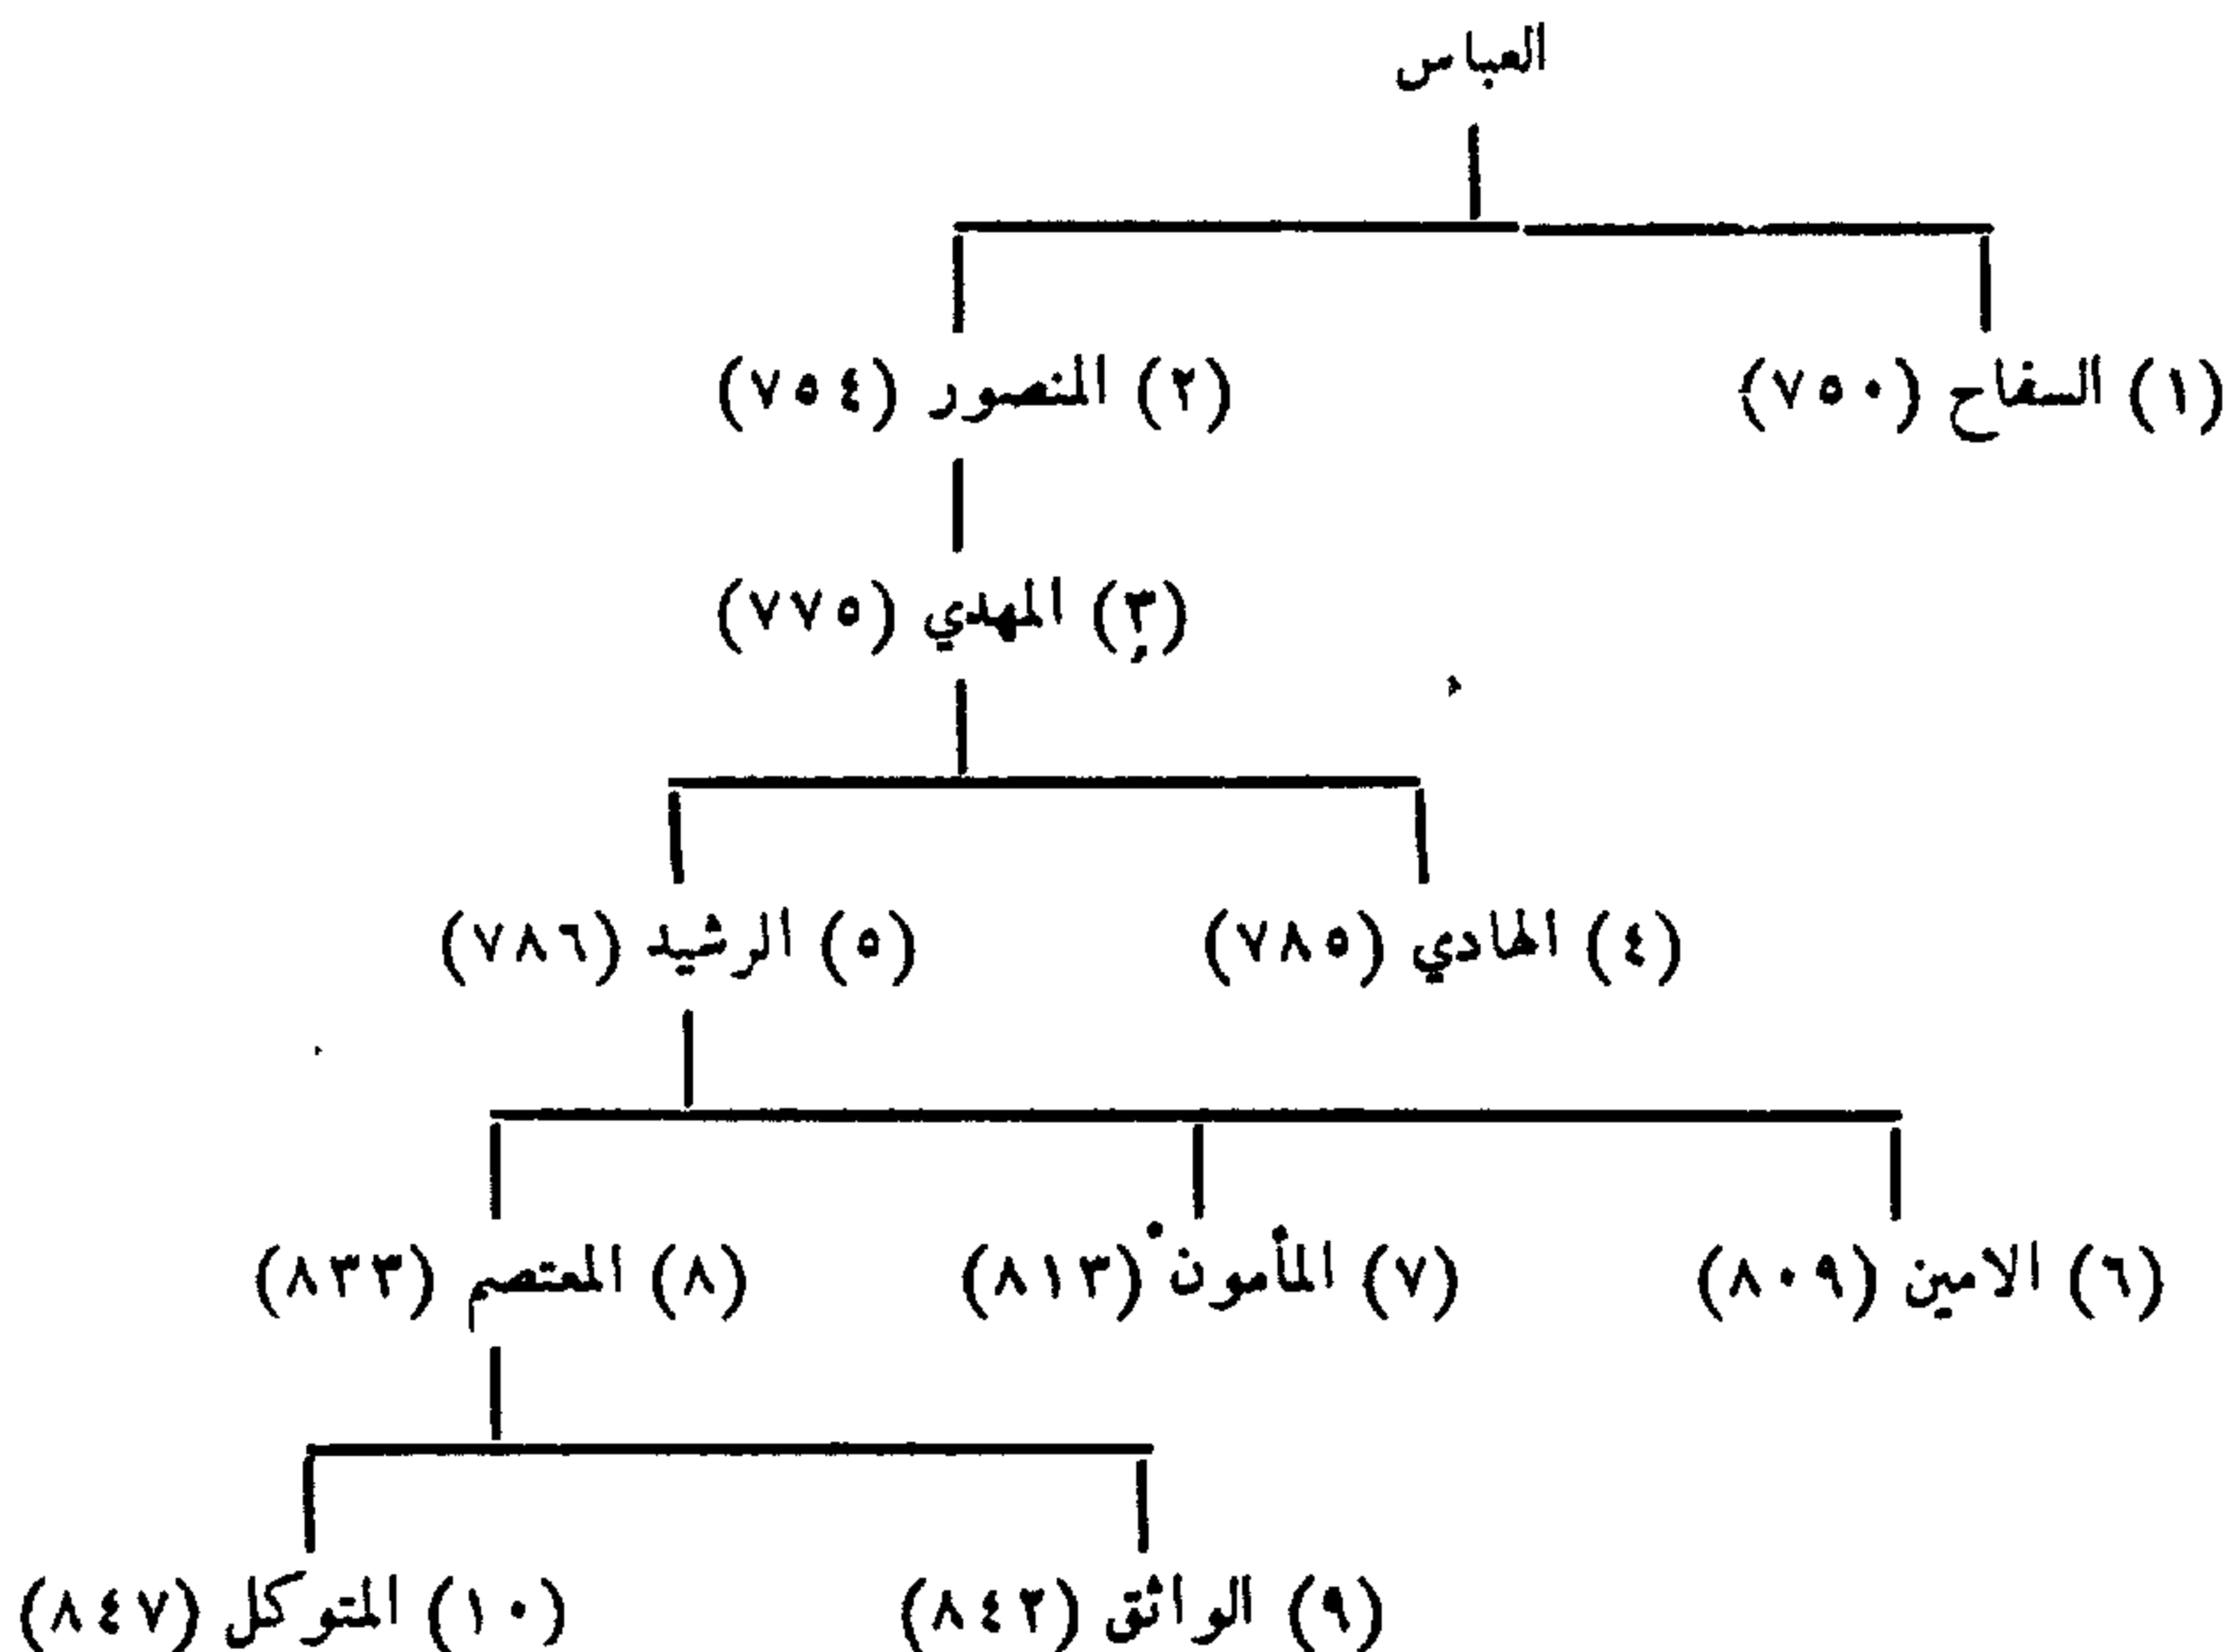 العباس
(١) السفاح (٧٥٠) (٢) المنصور (٧٥٤)
(٣) المهدي (٧٧٥)
(٤) الهادي (٧٨٥) (٥) الرشيد (٧٨٦)
(٦) الامين (٨٠٩) (٧) المأمون (٨١٣) (٨) المعتصم (٨٣٣)
(٩) الواثق (٨٤٢) (١٠) المتوكل (٨٤٧)